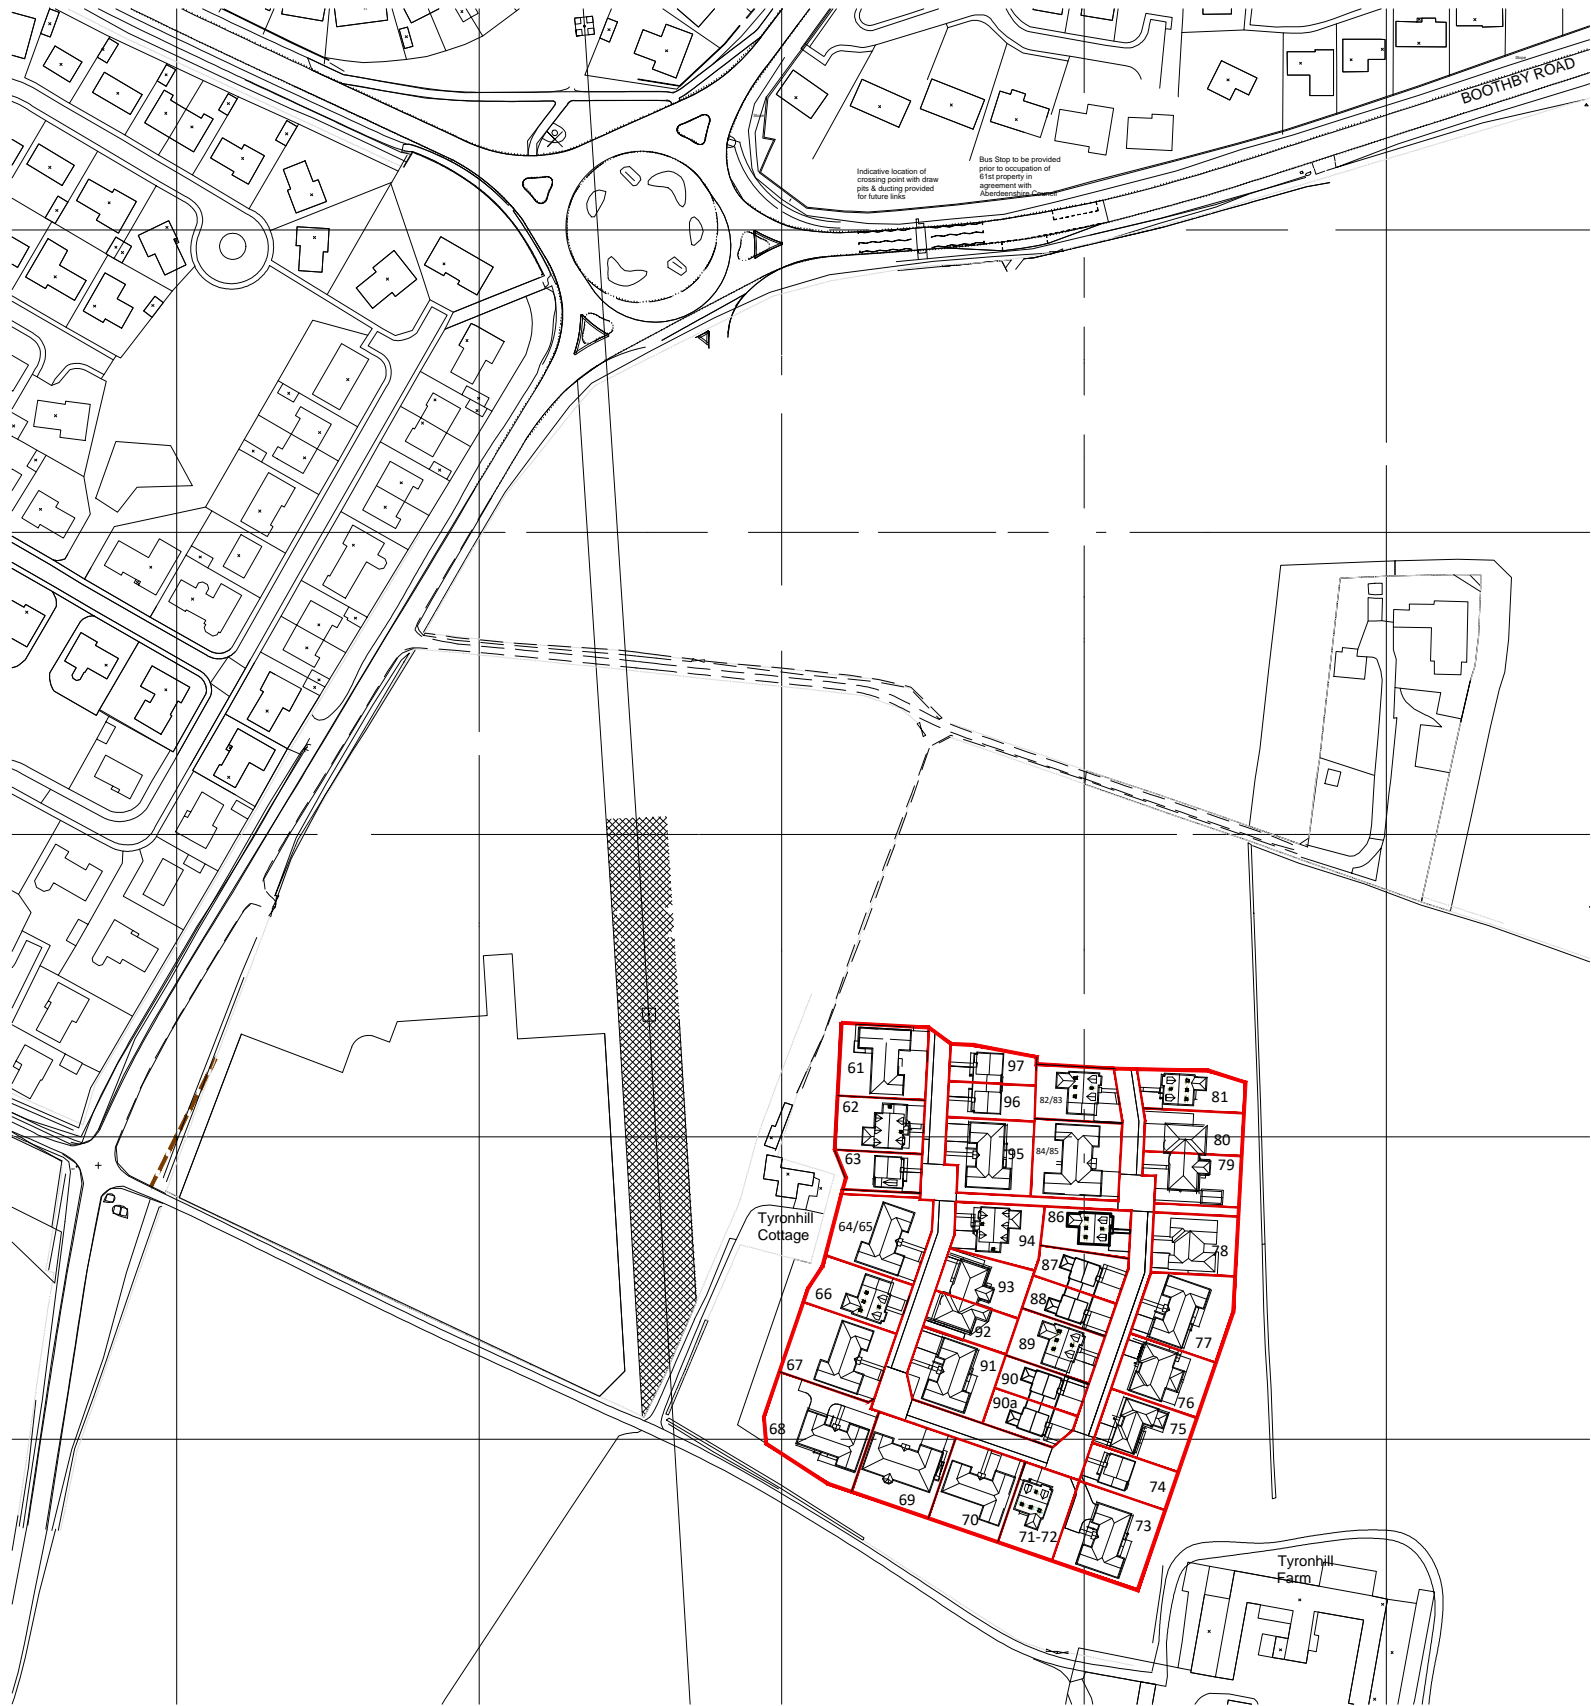 BOOTHBY ROAD
Indicative location of
crossing point with draw
pits & ducting provided
for future links
Bus Stop to be provided
prior to occupation of
61st property in
agreement with
Aberdeenshire Council
61
97
62
96
82/83
81
63
95
84/85
80
79
Tyronhill
Cottage
64/65
94
86
78
66
93
87
88
92
77
67
91
89
90
76
90a
68
75
69
74
70
71-72
73
Tyronhill
Farm